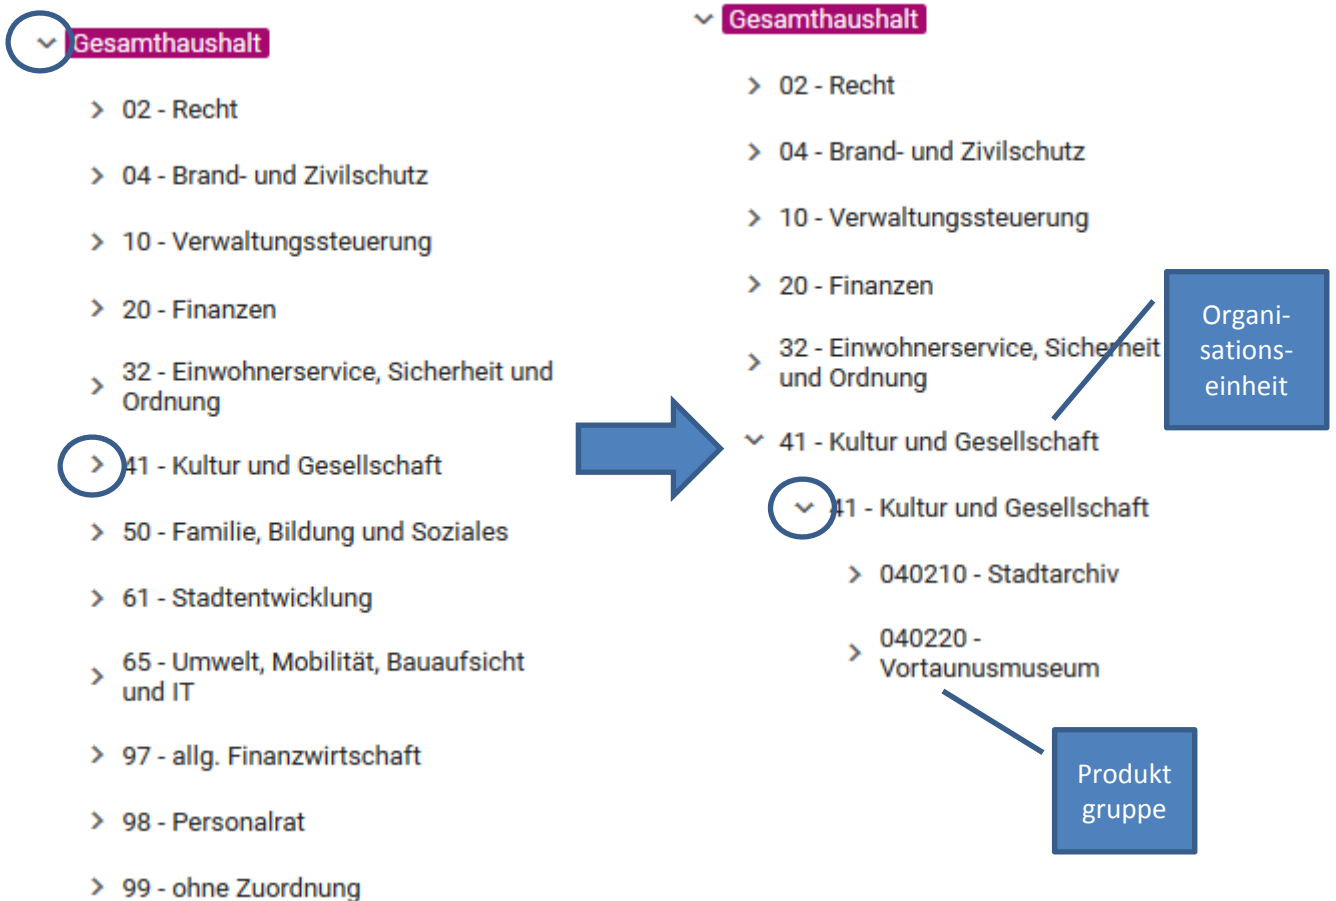 Gesamthaushalt
02 - Recht
04 - Brand- und Zivilschutz
10 - Verwaltungssteuerung
20 - Finanzen
32 - Einwohnerservice, Sicherheit und
Ordnung
41 - Kultur und Gesellschaft
50 - Familie, Bildung und Soziales
61 - Stadtentwicklung
65 - Umwelt, Mobilität, Bauaufsicht
und IT
97 - allg. Finanzwirtschaft
98 - Personalrat
99 - ohne Zuordnung
Gesamthaushalt
02 - Recht
04 - Brand- und Zivilschutz
10 - Verwaltungssteuerung
20 - Finanzen
32 - Einwohnerservice, Sicherheit
und Ordnung
41 - Kultur und Gesellschaft
41 - Kultur und Gesellschaft
040210 - Stadtarchiv
040220 -
Vortaunusmuseum
Organi-
sations-
einheit
Produkt
gruppe